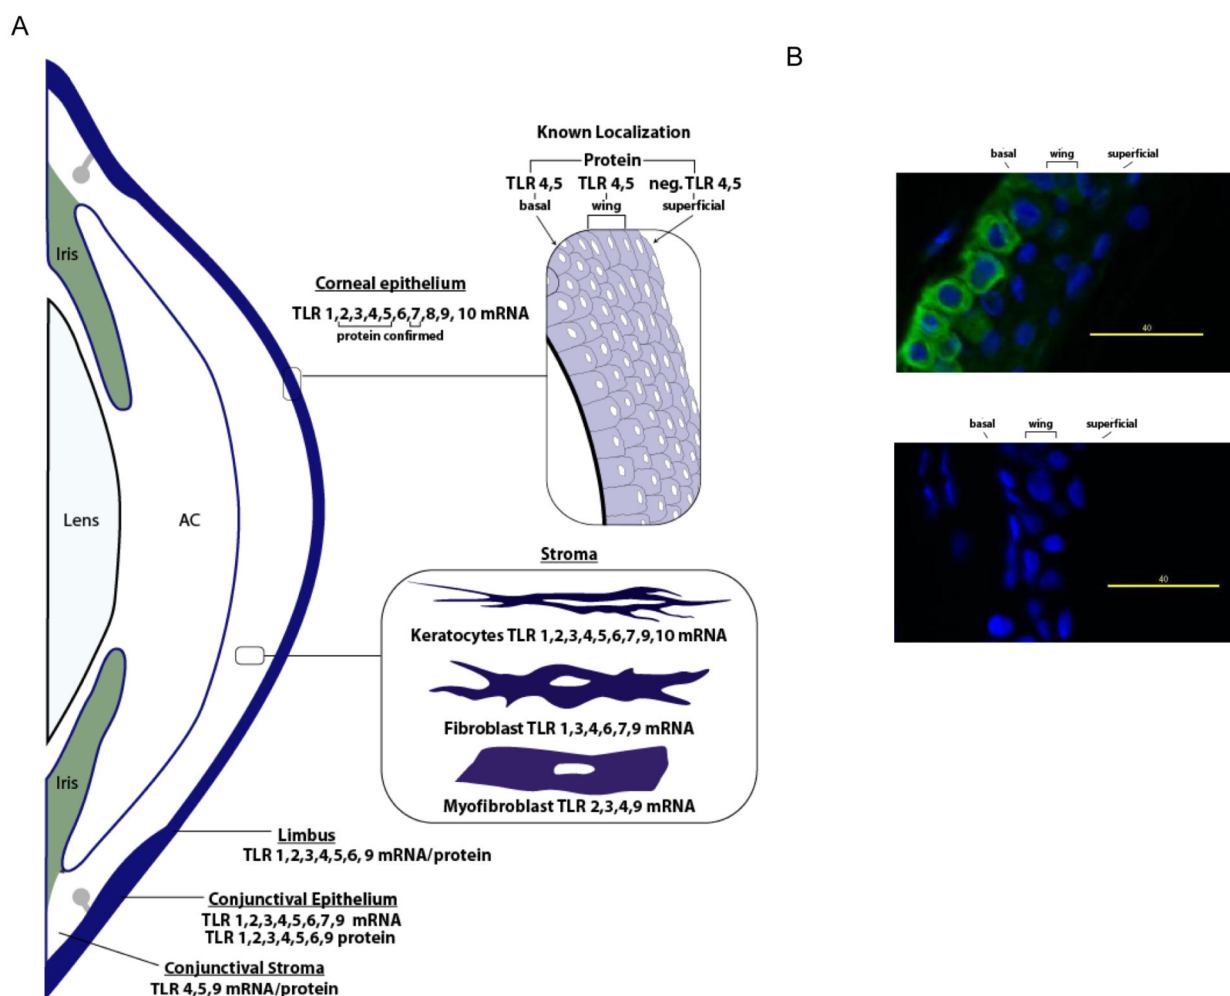 A
B
Known Localization
Protein
TLR 4,5 TLR 4,5 neg. TLR 4,5
basal wing superficial
Iris
Corneal epithelium
TLR 1,2,3,4,5,6,7,8,9, 10 mRNA
protein confirmed
Lens
AC
Stroma
Keratocytes TLR 1,2,3,4,5,6,7,9,10 mRNA
Fibroblast TLR 1,3,4,6,7,9 mRNA
Myofibroblast TLR 2,3,4,9 mRNA
Iris
Limbus
TLR 1,2,3,4,5,6, 9 mRNA/protein
Conjunctival Epithelium
TLR 1,2,3,4,5,6,7,9 mRNA
TLR 1,2,3,4,5,6,9 protein
Conjunctival Stroma
TLR 4,5,9 mRNA/protein
basal wing superficial
40
basal wing superficial
40